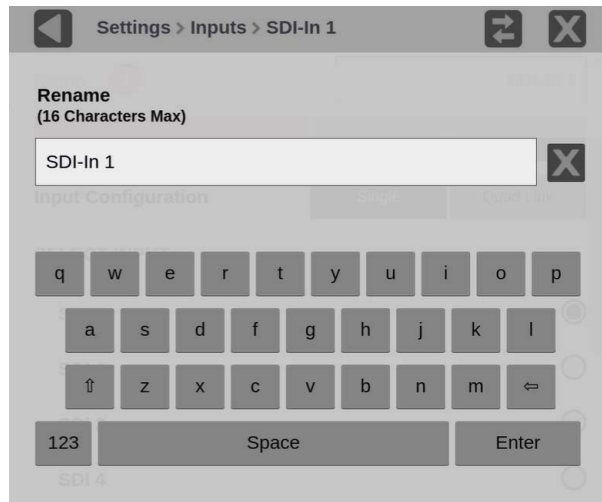 Settings > Inputs > SDI-In 1
Rename
(16 Characters Max)
SDI-In 1
X
Input Configuration
Single
q w e r t y u i o p
a s d f g h j k l
⇧ z x c v b n m ⇦
123 Space Enter
SDI 4